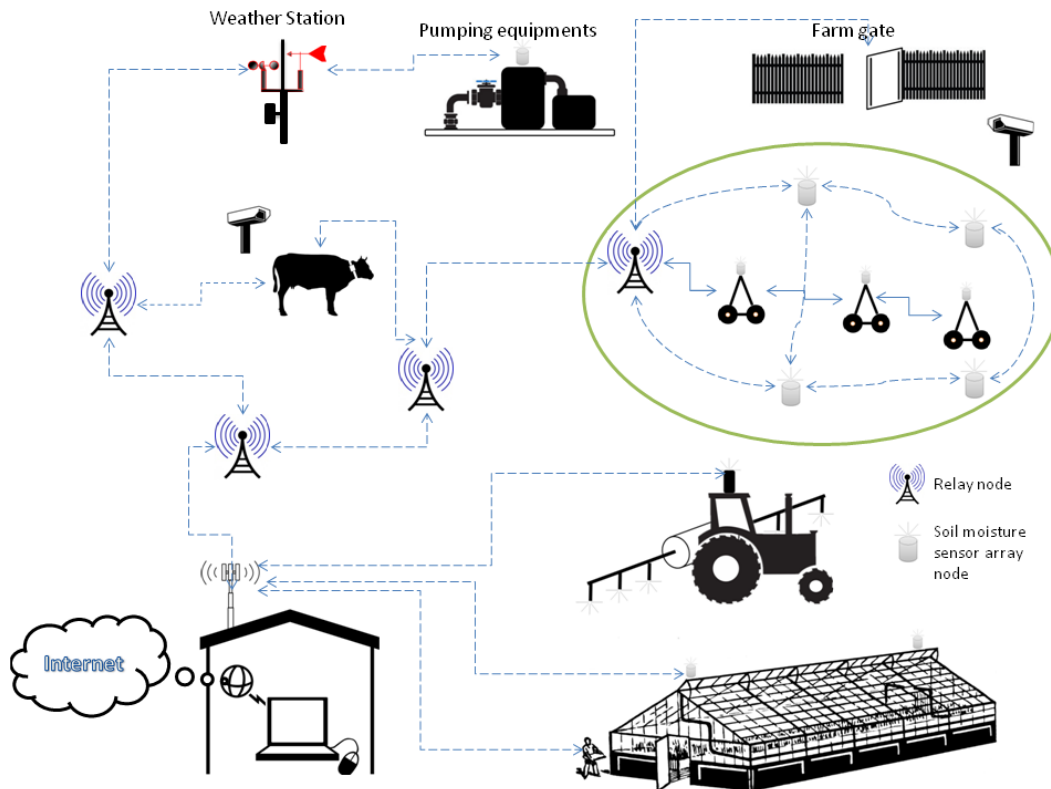 Weather Station
Pumping equipments
Farm gate
Relay node
Soil moisture
sensor array
node
Internet